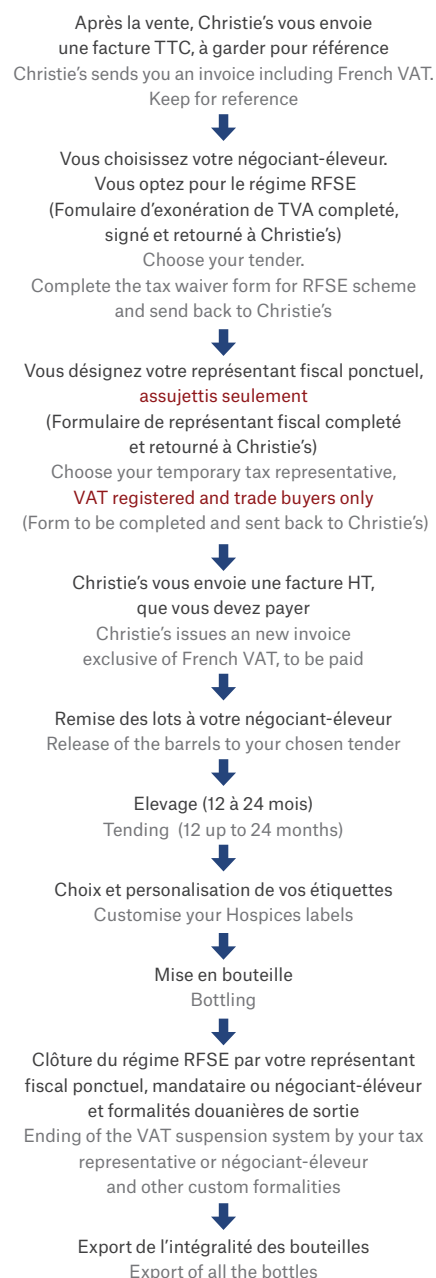 Après la vente, Christie's vous envoie
une facture TTC, à garder pour référence
Christie's sends you an invoice including French VAT.
Keep for reference
Vous choisissez votre négociant-éleveur.
Vous optez pour le régime RFSE
(Fomulaire d'exonération de TVA completé,
signé et retourné à Christie's)
Choose your tender.
Complete the tax waiver form for RFSE scheme
and send back to Christie's
Vous désignez votre représentant fiscal ponctuel,
assujettis seulement
(Formulaire de représentant fiscal completé
et retourné à Christie's)
Choose your temporary tax representative,
VAT registered and trade buyers only
(Form to be completed and sent back to Christie's)
Christie's vous envoie une facture HT,
que vous devez payer
Christie's issues an new invoice
exclusive of French VAT, to be paid
Remise des lots à votre négociant-éleveur
Release of the barrels to your chosen tender
Elevage (12 à 24 mois)
Tending (12 up to 24 months)
Choix et personalisation de vos étiquettes
Customise your Hospices labels
Mise en bouteille
Bottling
Clôture du régime RFSE par votre représentant
fiscal ponctuel, mandataire ou négociant-éléveur
et formalités douanières de sortie
Ending of the VAT suspension system by your tax
representative or négociant-éleveur
and other custom formalities
Export de l'intégralité des bouteilles
Export of all the bottles